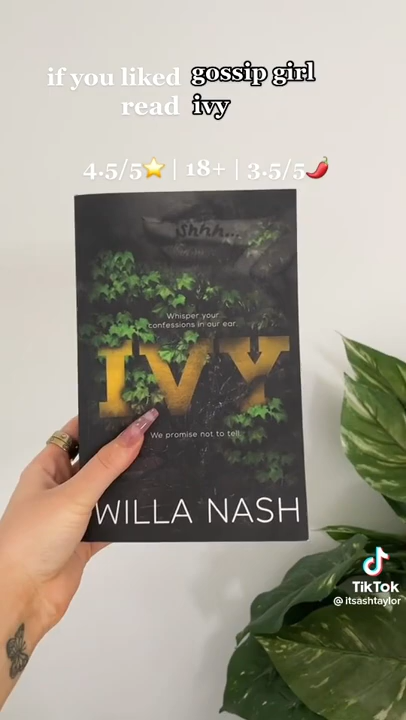 if you liked gossip girl
read ivy
4.5/5⭐ | 18+ | 3.5/5🌶️
Shhh...
Whisper your
confessions in our ear.
IVY
We promise not to tell.
WILLA NASH
TikTok
@itsashtaylor